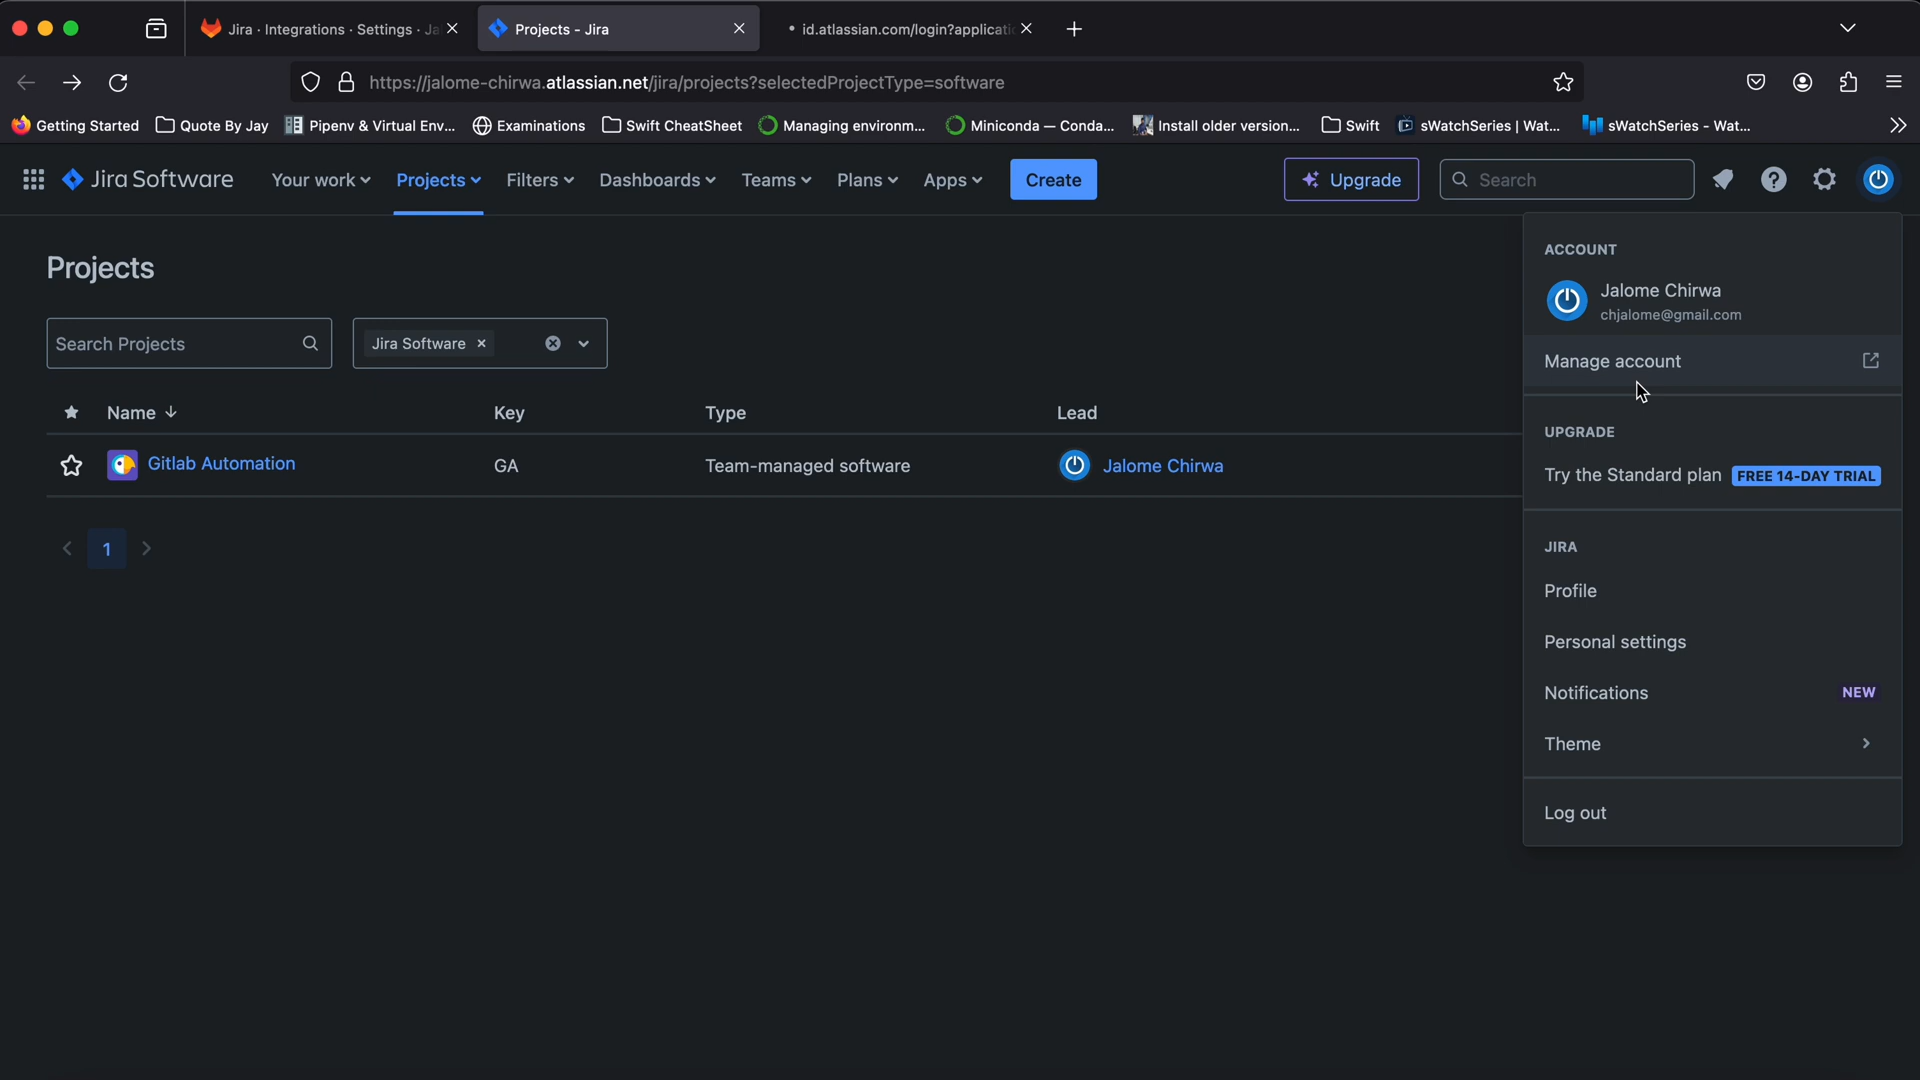 Jira · Integrations · Settings · Ja
Projects - Jira
id.atlassian.com/login?applicati
https://jalome-chirwa.atlassian.net/jira/projects?selectedProjectType=software
Getting Started
Quote By Jay
Pipenv & Virtual Env...
Examinations
Swift CheatSheet
Managing environm...
Miniconda — Conda...
Install older version...
Swift
sWatchSeries | Wat...
sWatchSeries - Wat...
Jira Software
Your work
Projects
Filters
Dashboards
Teams
Plans
Apps
Create
Upgrade
Search
Projects
Search Projects
Jira Software
Name
Key
Type
Lead
Gitlab Automation
GA
Team-managed software
Jalome Chirwa
1
ACCOUNT
Jalome Chirwa
chjalome@gmail.com
Manage account
UPGRADE
Try the Standard plan
FREE 14-DAY TRIAL
JIRA
Profile
Personal settings
Notifications
NEW
Theme
Log out